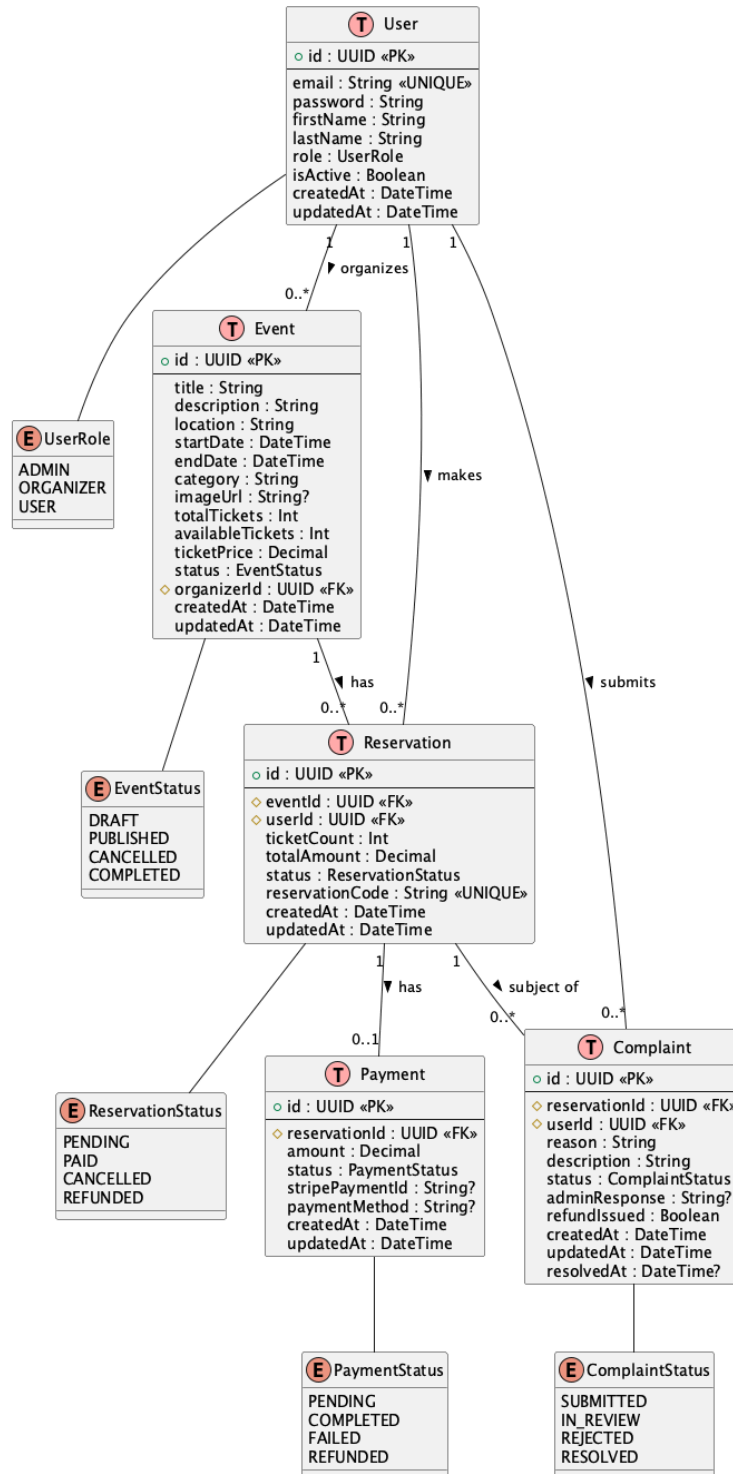 T User
id : UUID «PK»
email : String «UNIQUE»
password : String
firstName : String
lastName : String
role : UserRole
isActive : Boolean
createdAt : DateTime
updatedAt : DateTime
1
1
1
organizes
0..*
T Event
id : UUID «PK»
title : String
description : String
location : String
startDate : DateTime
endDate : DateTime
category : String
imageUrl : String?
totalTickets : Int
availableTickets : Int
ticketPrice : Decimal
status : EventStatus
organizerId : UUID «FK»
createdAt : DateTime
updatedAt : DateTime
E UserRole
ADMIN
ORGANIZER
USER
makes
1
has
submits
0..*
0..*
E EventStatus
DRAFT
PUBLISHED
CANCELLED
COMPLETED
T Reservation
id : UUID «PK»
eventId : UUID «FK»
userId : UUID «FK»
ticketCount : Int
totalAmount : Decimal
status : ReservationStatus
reservationCode : String «UNIQUE»
createdAt : DateTime
updatedAt : DateTime
1
1
has
subject of
0..1
0..*
0..*
E ReservationStatus
PENDING
PAID
CANCELLED
REFUNDED
T Payment
id : UUID «PK»
reservationId : UUID «FK»
amount : Decimal
status : PaymentStatus
stripePaymentId : String?
paymentMethod : String?
createdAt : DateTime
updatedAt : DateTime
T Complaint
id : UUID «PK»
reservationId : UUID «FK»
userId : UUID «FK»
reason : String
description : String
status : ComplaintStatus
adminResponse : String?
refundIssued : Boolean
createdAt : DateTime
updatedAt : DateTime
resolvedAt : DateTime?
E PaymentStatus
PENDING
COMPLETED
FAILED
REFUNDED
E ComplaintStatus
SUBMITTED
IN_REVIEW
REJECTED
RESOLVED